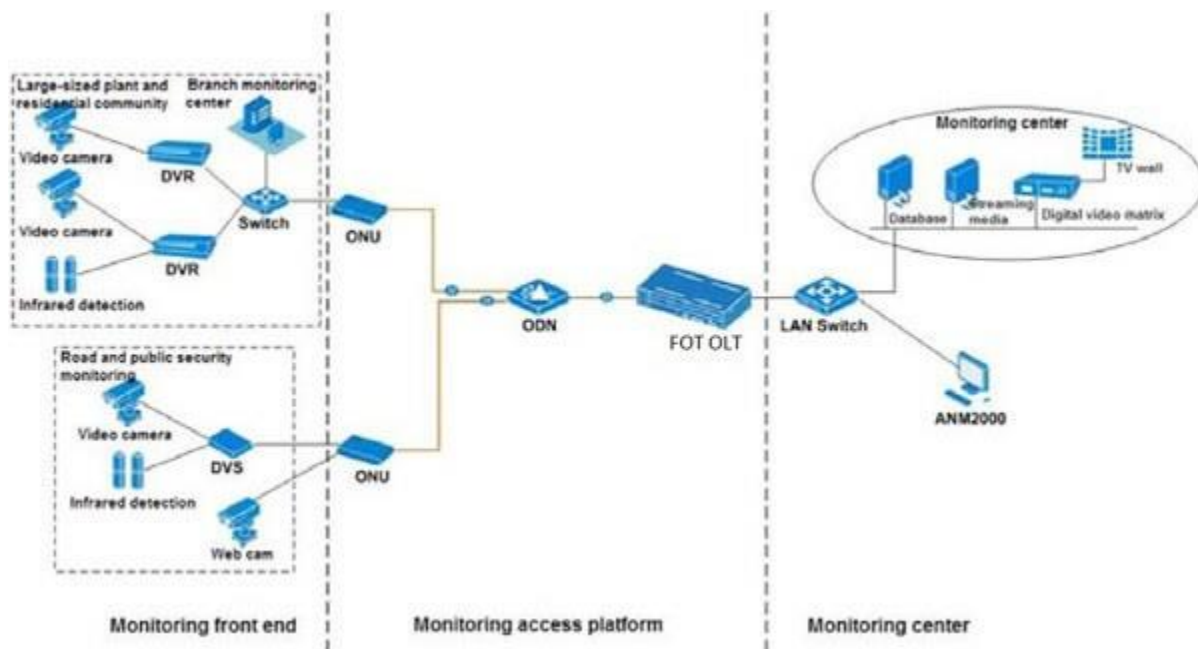 Large-sized plant and
residential community
Branch monitoring
center
Video camera
DVR
Video camera
Switch
DVR
Infrared detection
ONU
Road and public security
monitoring
Video camera
DVS
Infrared detection
Web cam
ONU
ODN
FOT OLT
LAN Switch
Monitoring center
TV wall
Database
Streaming
media
Digital video matrix
ANM2000
Monitoring front end
Monitoring access platform
Monitoring center